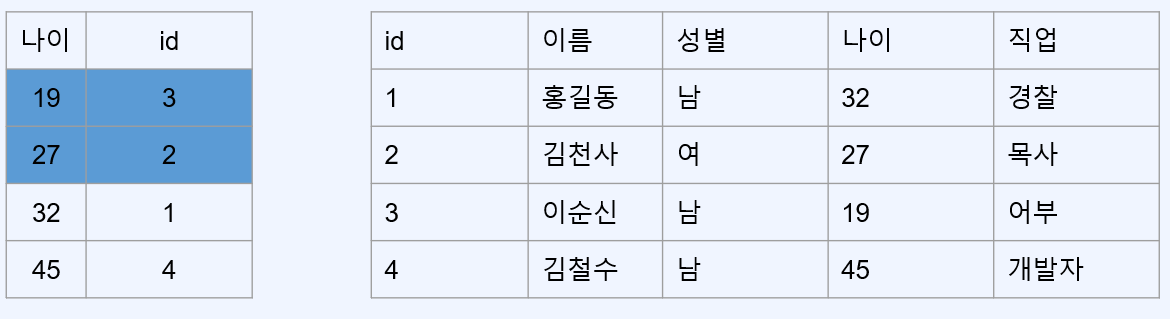 나이 id
19 3
27 2
32 1
45 4
id 이름 성별 나이 직업
1 홍길동 남 32 경찰
2 김천사 여 27 목사
3 이순신 남 19 어부
4 김철수 남 45 개발자